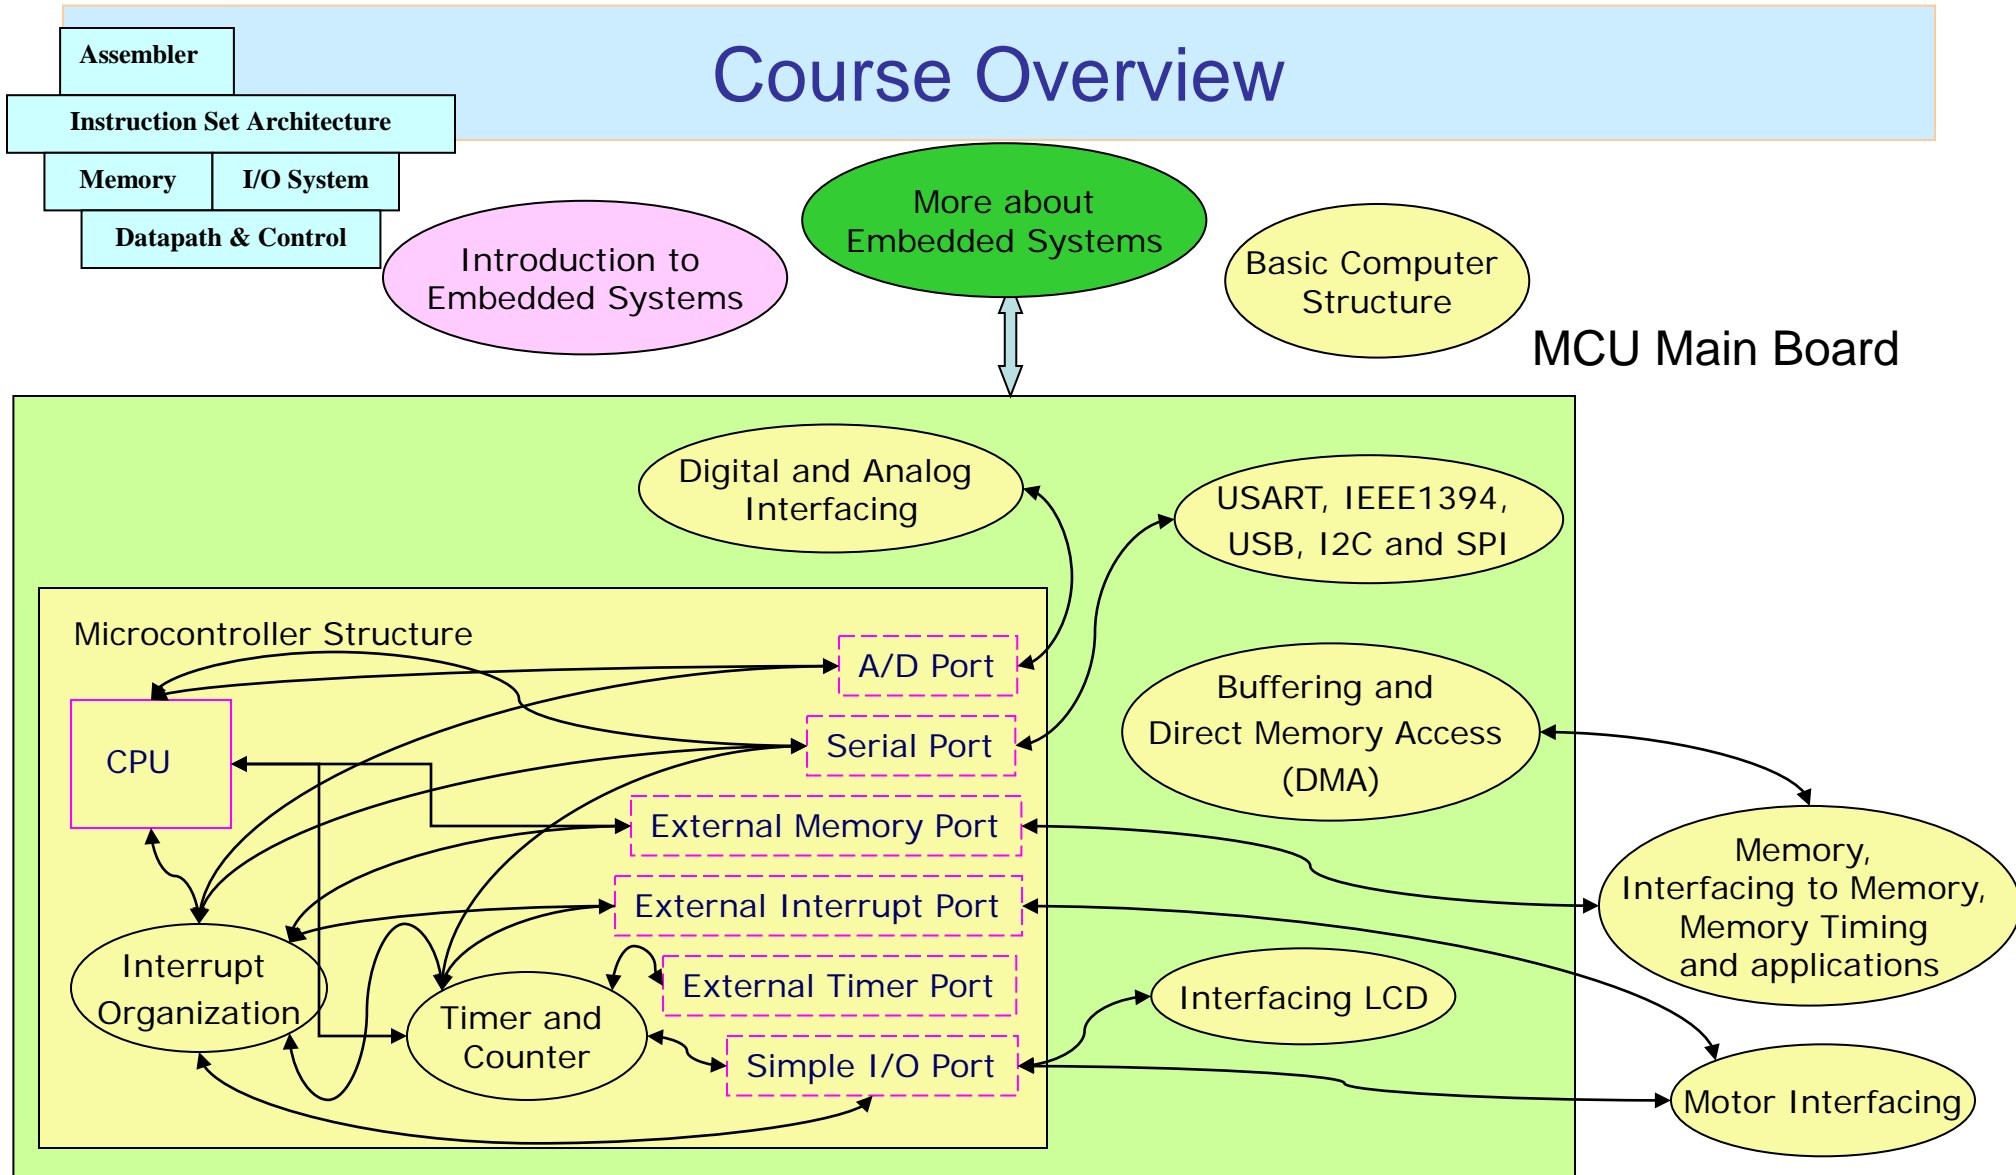 Course Overview
Assembler
Instruction Set Architecture
Memory
I/O System
Datapath & Control
Introduction to
Embedded Systems
More about
Embedded Systems
Basic Computer
Structure
MCU Main Board
Digital and Analog
Interfacing
USART, IEEE1394,
USB, I2C and SPI
Microcontroller Structure
A/D Port
CPU
Serial Port
Buffering and
Direct Memory Access
(DMA)
External Memory Port
External Interrupt Port
Memory,
Interfacing to Memory,
Memory Timing
and applications
Interrupt
Organization
Timer and
Counter
External Timer Port
Interfacing LCD
Simple I/O Port
Motor Interfacing